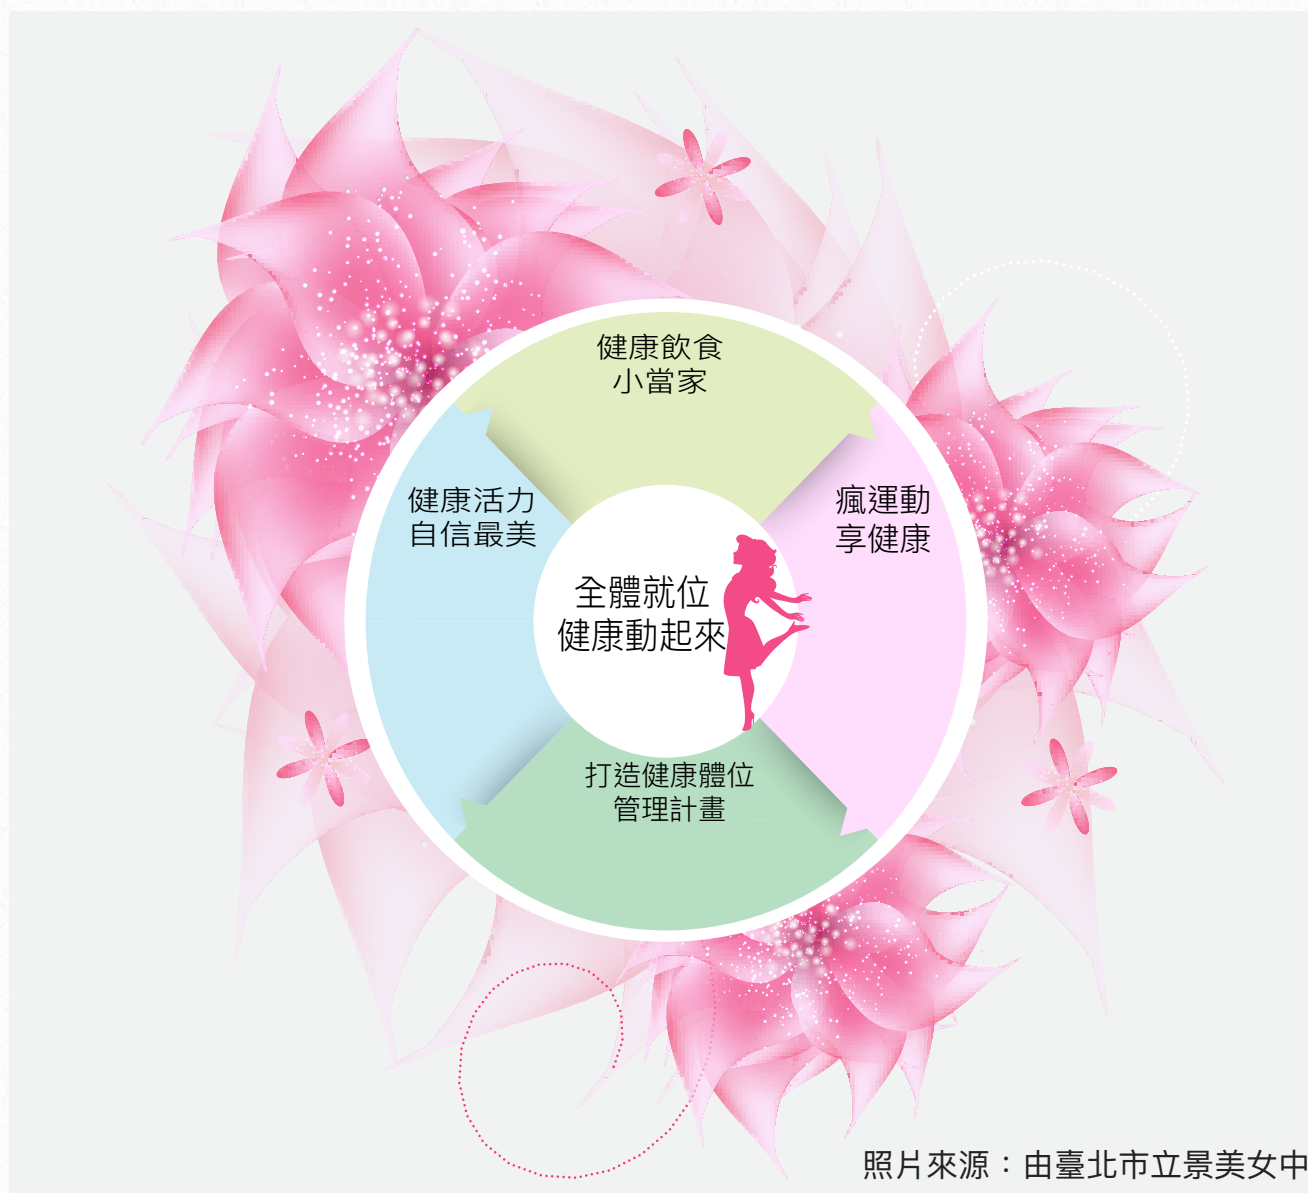 健康飲食
小當家
健康活力
自信最美
瘋運動
享健康
全體就位
健康動起來
打造健康體位
管理計畫
照片來源：由臺北市立景美女中